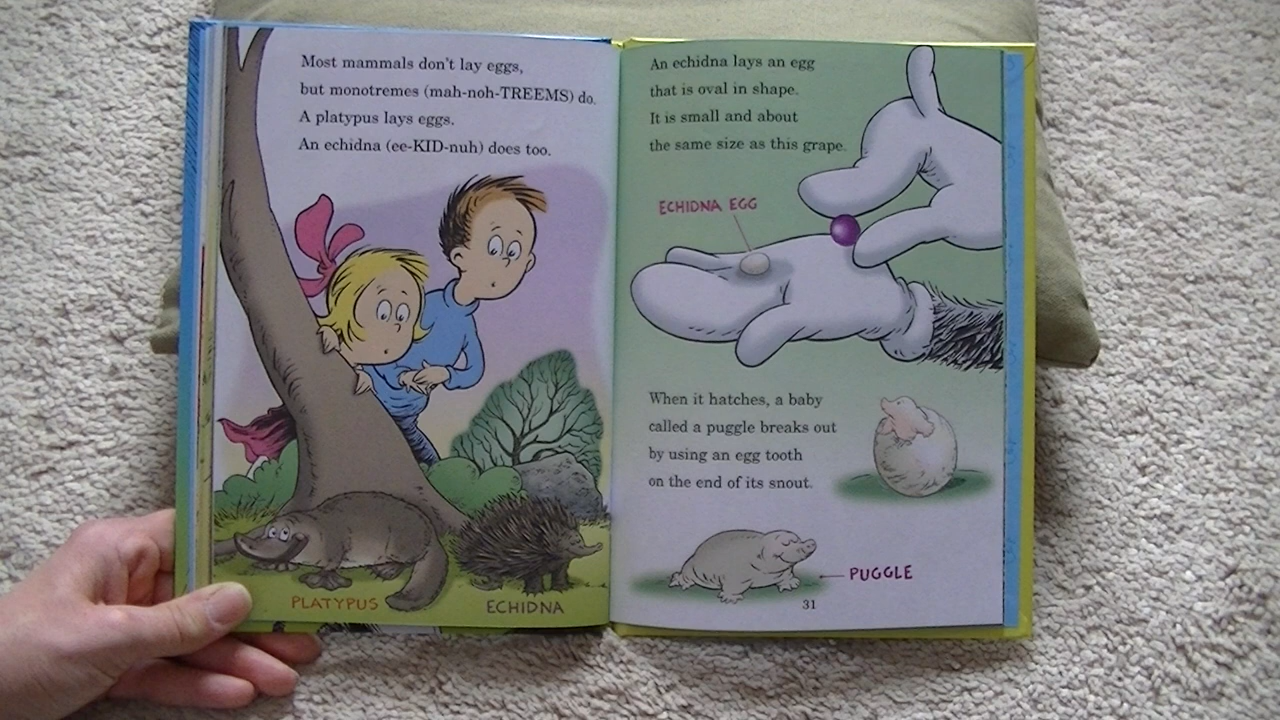 Most mammals don't lay eggs,
but monotremes (mah-noh-TREEMS) do.
A platypus lays eggs.
An echidna (ee-KID-nuh) does too.
PLATYPUS
ECHIDNA
An echidna lays an egg
that is oval in shape.
It is small and about
the same size as this grape.
ECHIDNA EGG
When it hatches, a baby
called a puggle breaks out
by using an egg tooth
on the end of its snout.
PUGGLE
31